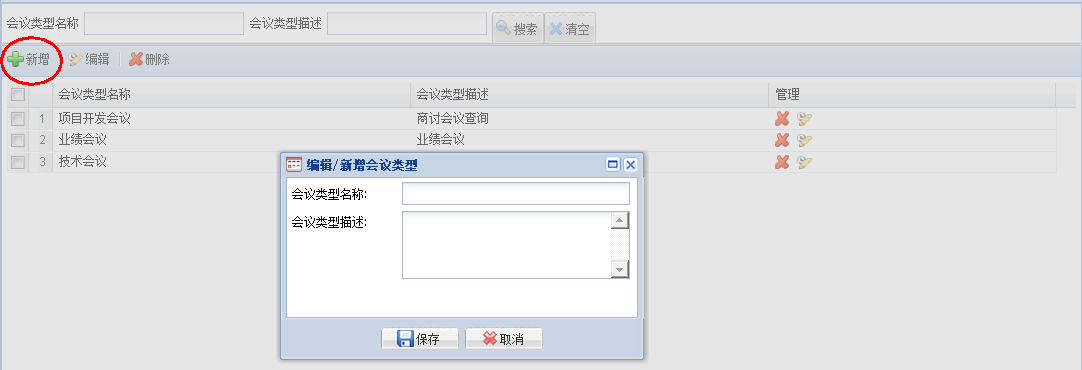 会议类型名称 会议类型描述 搜索 清空
新增 编辑 删除
会议类型名称 会议类型描述 管理
1 项目开发会议 商讨会议查询
2 业绩会议 业绩会议
3 技术会议
编辑/新增会议类型
会议类型名称:
会议类型描述:
保存 取消